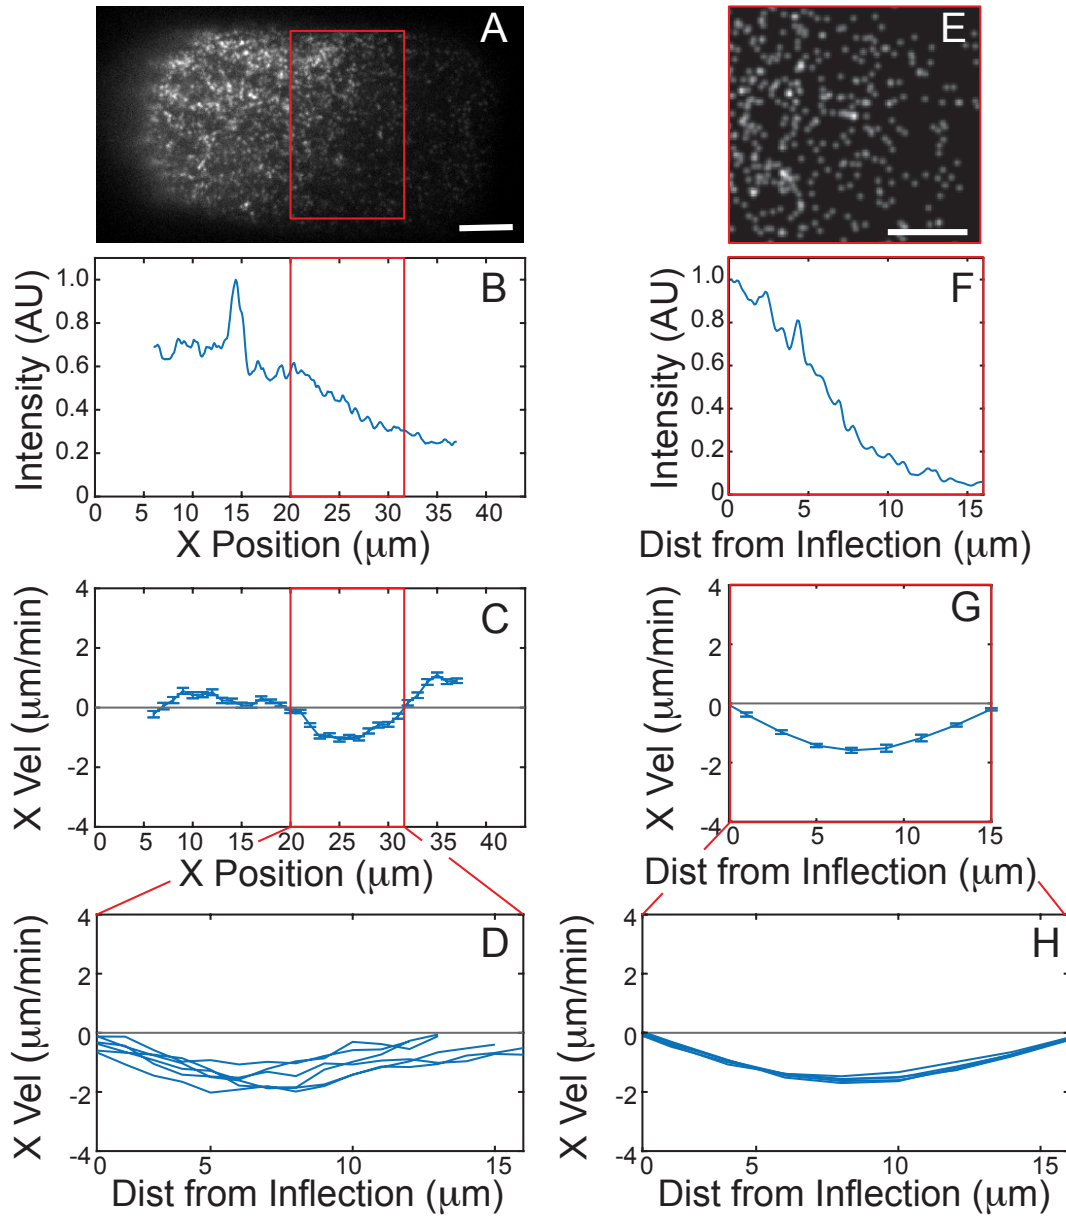 A
E
B
1.0
0.8
0.6
0.4
0.2
0
Intensity (AU)
0 5 10 15 20 25 30 35 40
X Position (μm)
F
1.0
0.8
0.6
0.4
0.2
0
Intensity (AU)
0 5 10 15
Dist from Inflection (μm)
C
4
2
0
-2
-4
X Vel (μm/min)
0 5 10 15 20 25 30 35 40
X Position (μm)
G
4
2
0
-2
-4
X Vel (μm/min)
0 5 10 15
Dist from Inflection (μm)
D
4
2
0
-2
-4
X Vel (μm/min)
0 5 10 15
Dist from Inflection (μm)
H
4
2
0
-2
-4
X Vel (μm/min)
0 5 10 15
Dist from Inflection (μm)